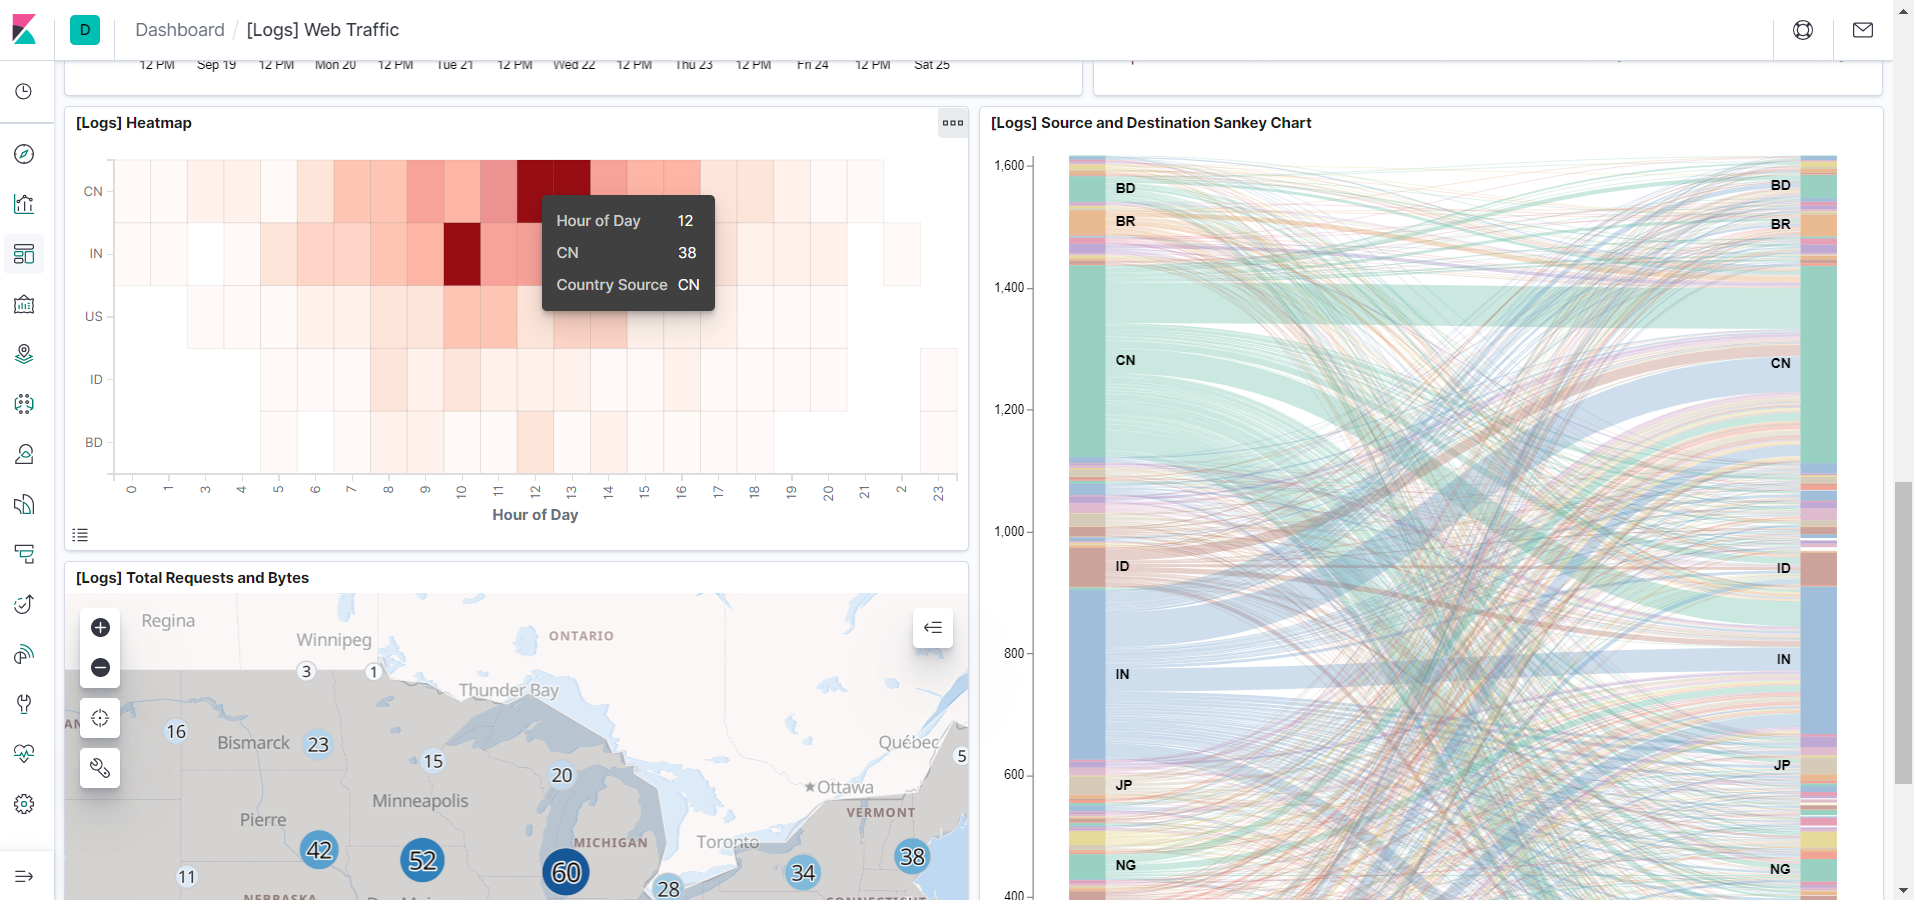 D
Dashboard / [Logs] Web Traffic
12 PM Sep 19 12 PM Mon 20 12 PM Tue 21 12 PM Wed 22 12 PM Thu 23 12 PM Fri 24 12 PM Sat 25
[Logs] Heatmap
CN
IN
US
ID
BD
Hour of Day 12
CN 38
Country Source CN
0 1 3 4 5 6 7 8 9 10 11 12 13 14 15 16 17 18 19 20 21 2 23
Hour of Day
[Logs] Source and Destination Sankey Chart
1,600
1,400
1,200
1,000
800
600
400
BD
BR
CN
ID
IN
JP
NG
BD
BR
CN
ID
IN
JP
NG
[Logs] Total Requests and Bytes
Regina
Winnipeg
ONTARIO
3
1
Thunder Bay
16
Bismarck
23
15
20
Québec
5
Ottawa
Minneapolis
Pierre
VERMONT
MICHIGAN
Toronto
42
52
60
34
38
11
28
NEBRASKA
CONNECTICUT